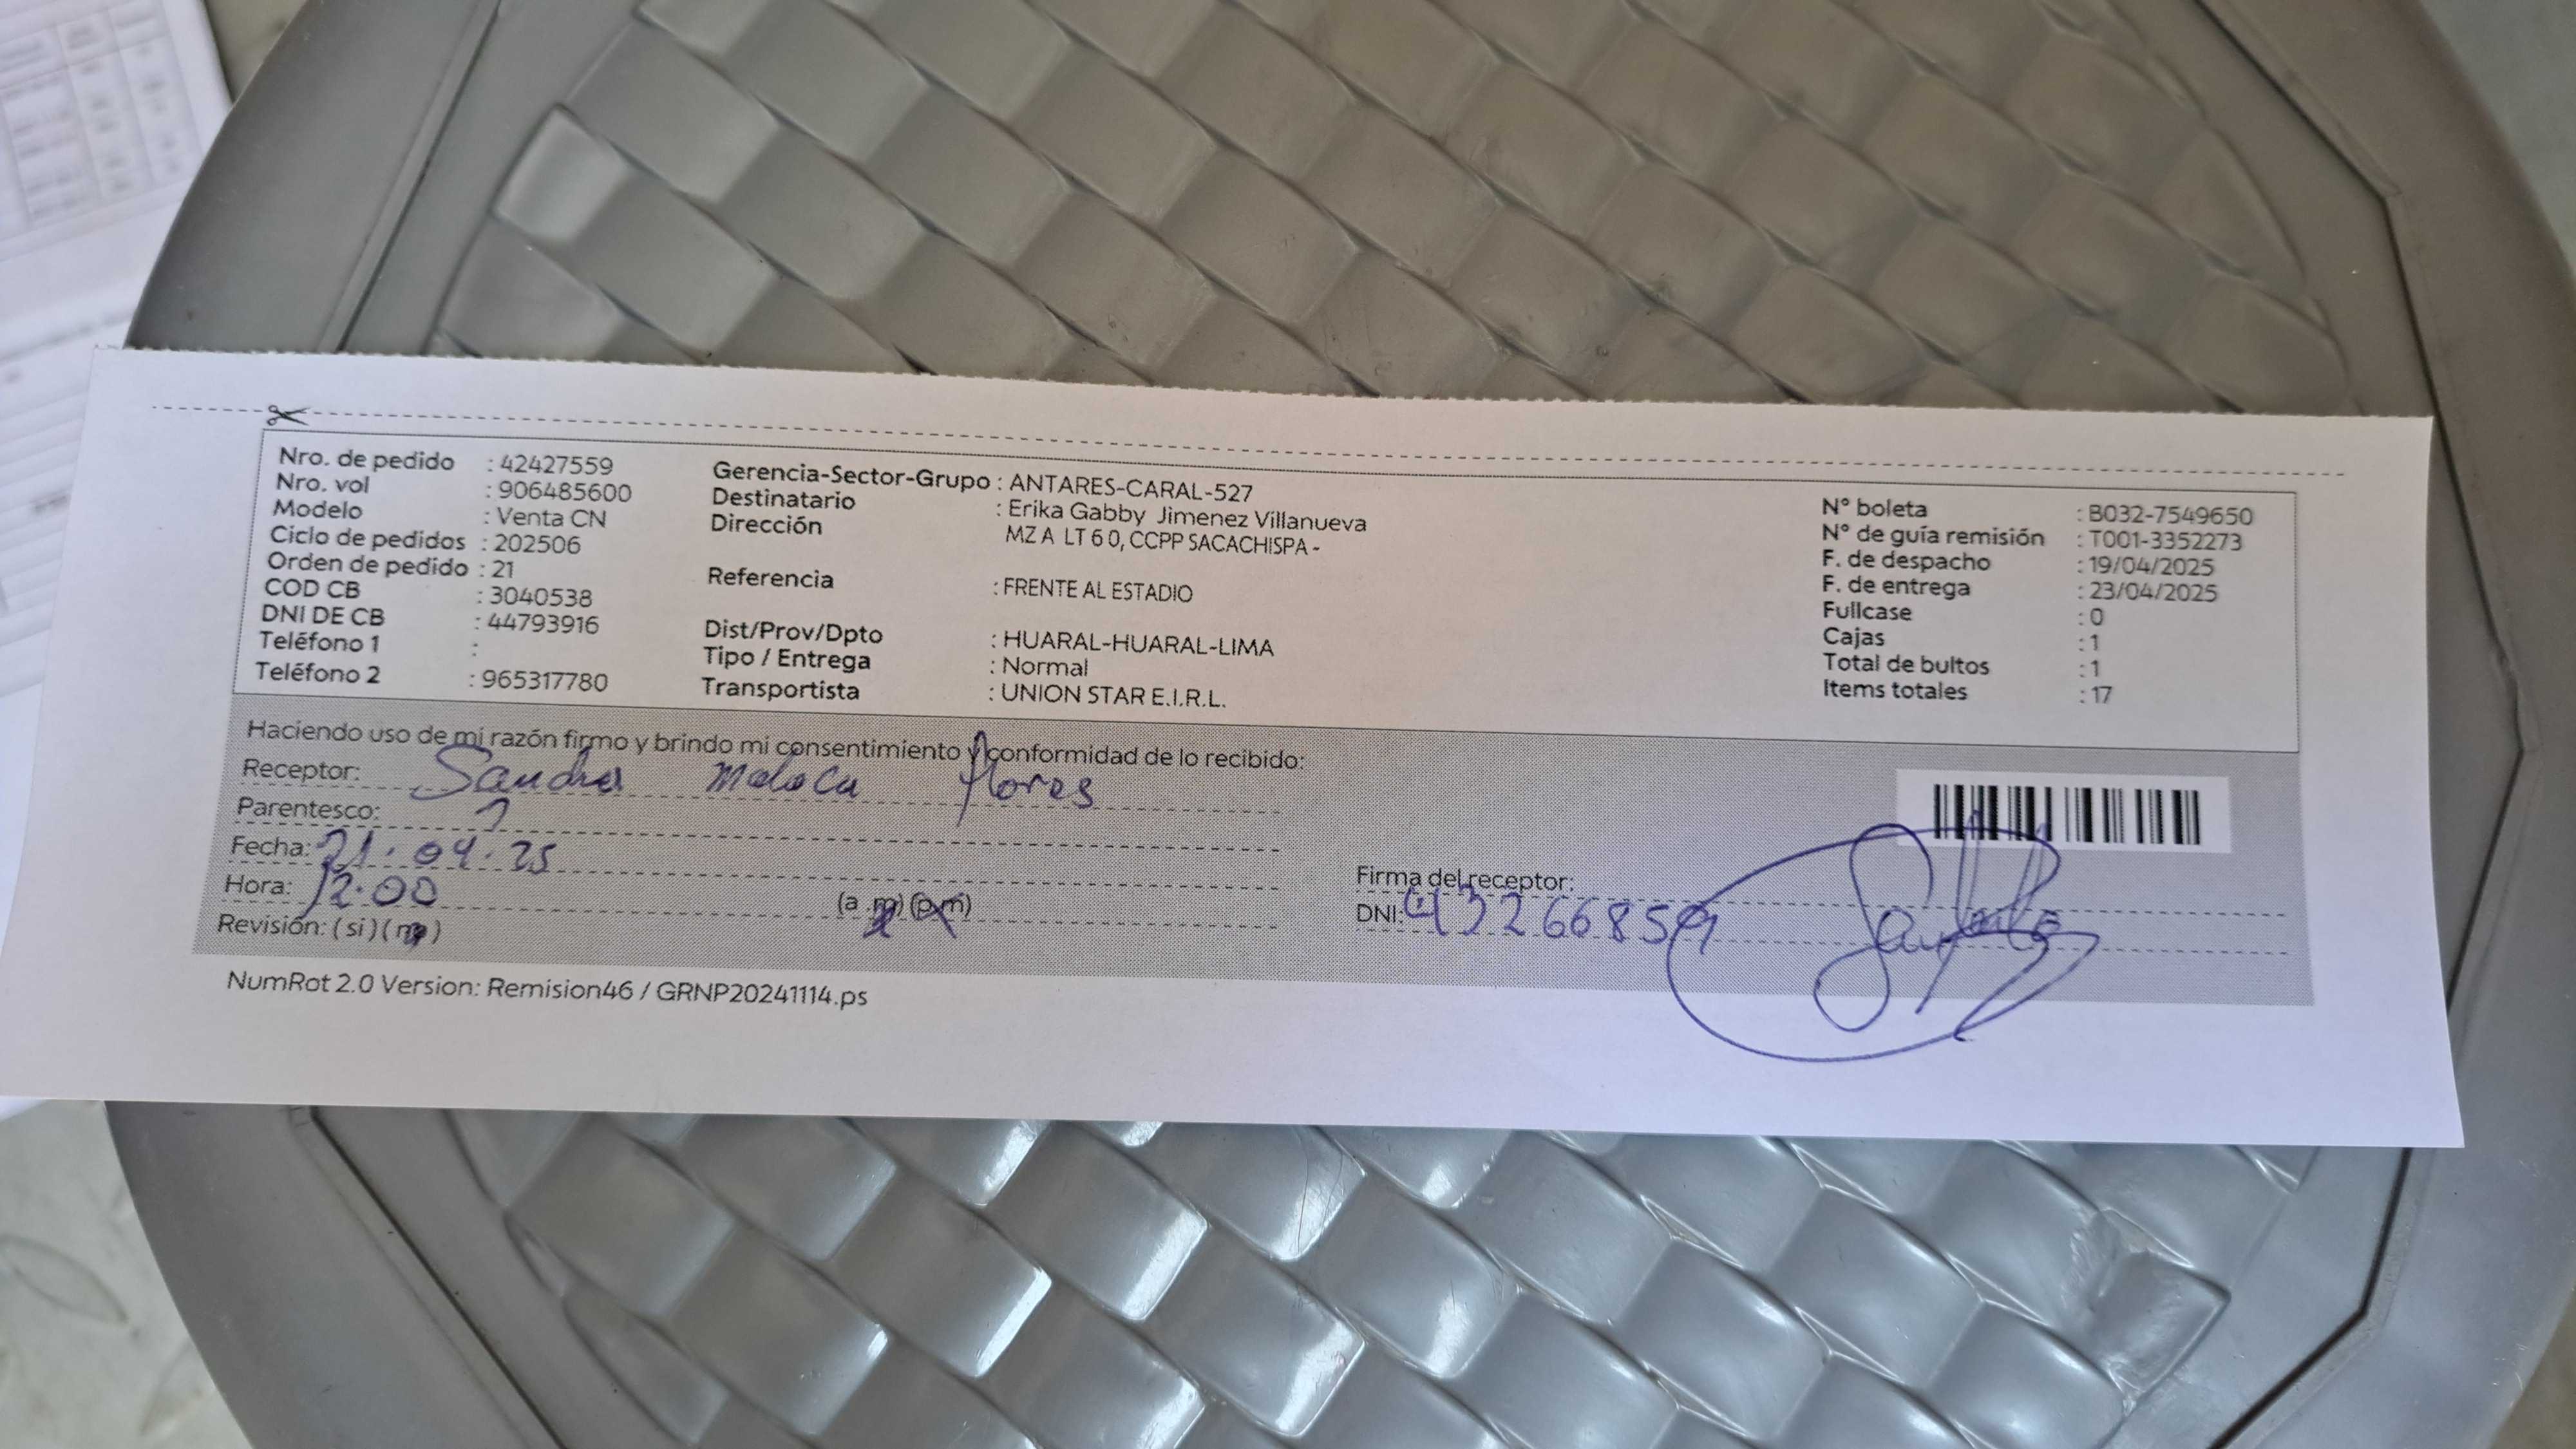 Nro. de pedido : 42427559
Nro. vol : 906485600
Modelo : Venta CN
Ciclo de pedidos : 202506
Orden de pedido : 21
COD CB : 3040538
DNI DE CB : 44793916
Teléfono 1 :
Teléfono 2 : 965317780
Gerencia-Sector-Grupo : ANTARES-CARAL-527
Destinatario : Erika Gabby Jimenez Villanueva
Dirección MZ A LT 6 0, CCPP SACACHISPA -
Referencia : FRENTE AL ESTADIO
Dist/Prov/Dpto : HUARAL-HUARAL-LIMA
Tipo / Entrega : Normal
Transportista : UNION STAR E.I.R.L.
N° boleta : B032-7549650
N° de guía remisión : T001-3352273
F. de despacho : 19/04/2025
F. de entrega : 23/04/2025
Fullcase : 0
Cajas : 1
Total de bultos : 1
Items totales : 17
Haciendo uso de mi razón firmo y brindo mi consentimiento y conformidad de lo recibido:
Receptor: Sandra flores
Parentesco:
Fecha: 21.04.25
Hora: 12:00 (a .m) (p.m)
Revisión: ( si ) ( no )
Firma del receptor:
DNI: 43266859
NumRot 2.0 Version: Remision46 / GRNP20241114.ps